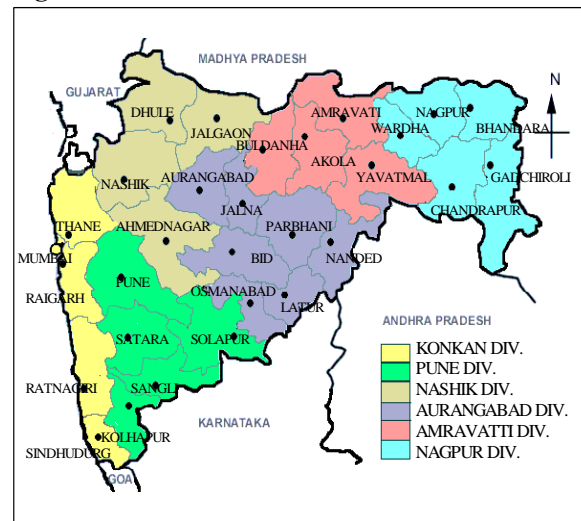 MADHYA PRADESH
GUJARAT
N
DHULE
JALGAON
AMRAVATI
NAGPUR
BULDANHA
WARDHA
BHANDARA
AKOLA
YAVATMAL
GADCHIROLI
NASHIK
AURANGABAD
JALNA
CHANDRAPUR
THANE
AHMEDNAGAR
PARBHANI
MUMBAI
BID
NANDED
RAIGARH
PUNE
OSMANABAD
LATUR
ANDHRA PRADESH
SATARA
SOLAPUR
KONKAN DIV.
PUNE DIV.
RATNAGIRI
SANGLI
NASHIK DIV.
AURANGABAD DIV.
KARNATAKA
AMRAVATTI DIV.
KOLHAPUR
NAGPUR DIV.
SINDHUDURG
GOA